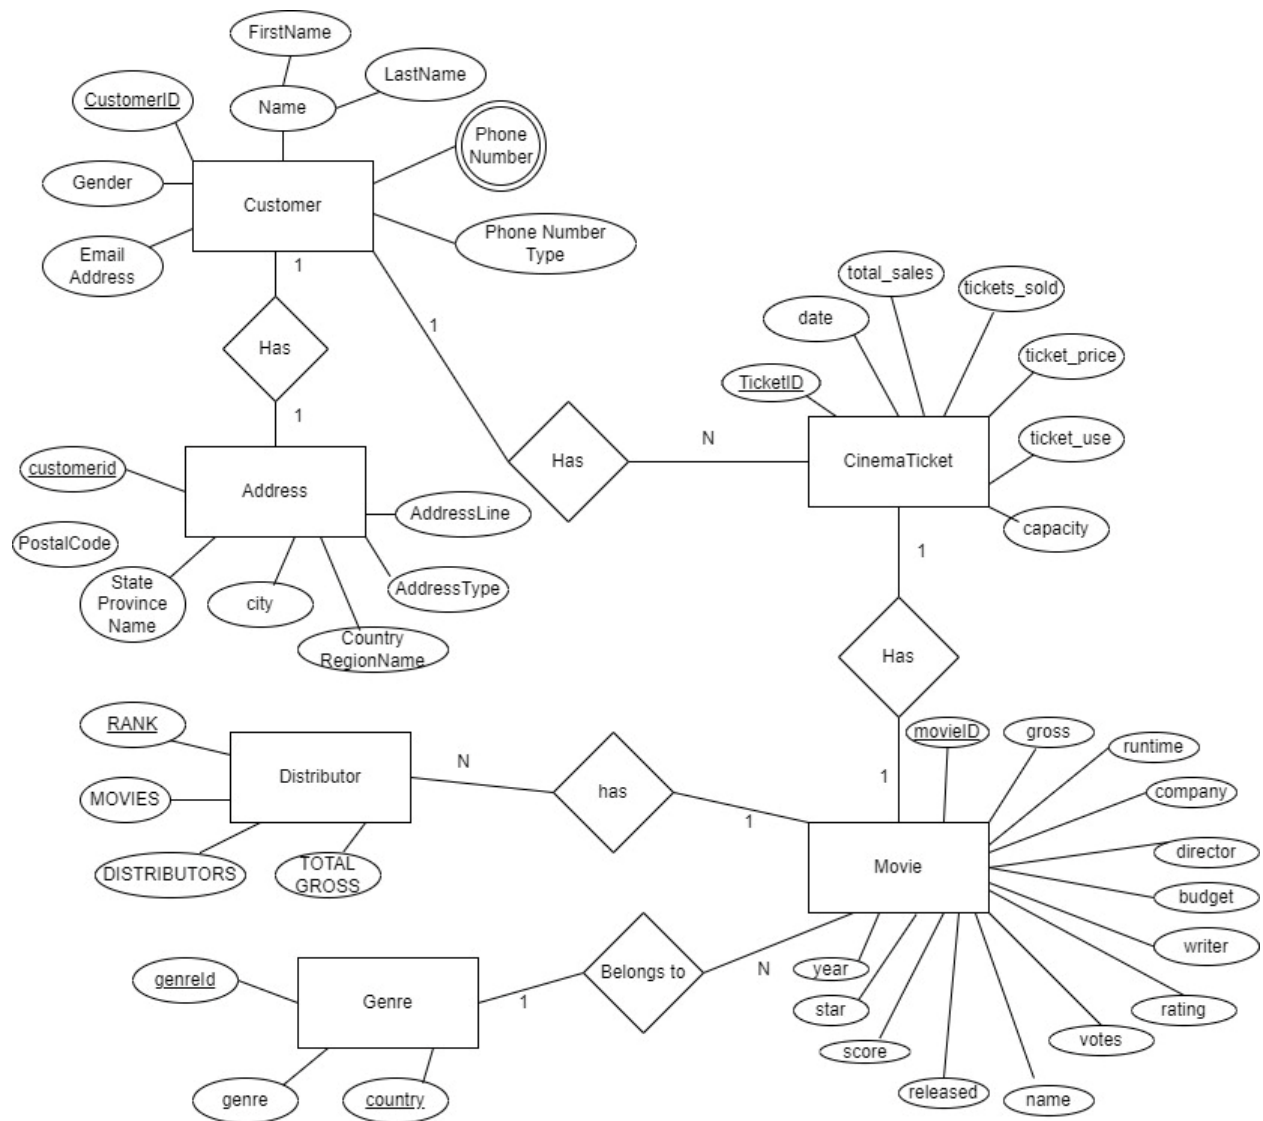 FirstName
LastName
CustomerID
Name
Phone
Number
Gender
Customer
Phone Number
Type
Email
Address
1
total_sales
tickets_sold
date
1
Has
ticket_price
TicketID
1
N
ticket_use
CinemaTicket
Has
customerid
Address
AddressLine
capacity
PostalCode
1
State
Province
Name
city
AddressType
Country
RegionName
Has
RANK
movieID
gross
runtime
N
Distributor
has
1
company
MOVIES
1
director
DISTRIBUTORS
TOTAL
GROSS
Movie
budget
writer
genreId
Belongs to
N
year
Genre
1
star
rating
score
votes
genre
country
released
name